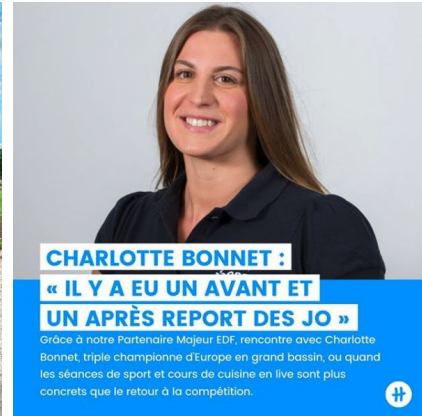 CHARLOTTE BONNET :
« IL Y A EU UN AVANT ET
UN APRÈS REPORT DES JO »
Grâce à notre Partenaire Majeur EDF, rencontre avec Charlotte
Bonnet, triple championne d'Europe en grand bassin, ou quand
les séances de sport et cours de cuisine en live sont plus
concrets que le retour à la compétition.